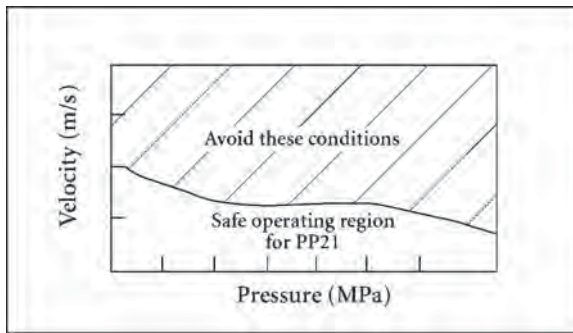 Velocity (m/s)
Avoid these conditions
Safe operating region
for PP21
Pressure (MPa)